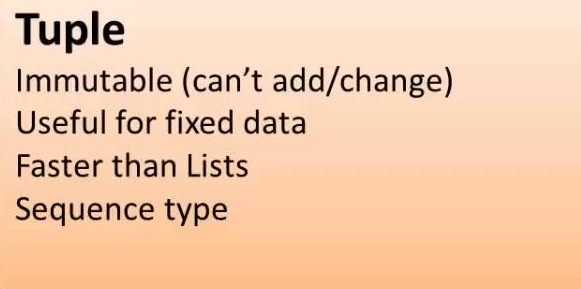 Tuple
Immutable (can’t add/change)
Useful for fixed data
Faster than Lists
Sequence type